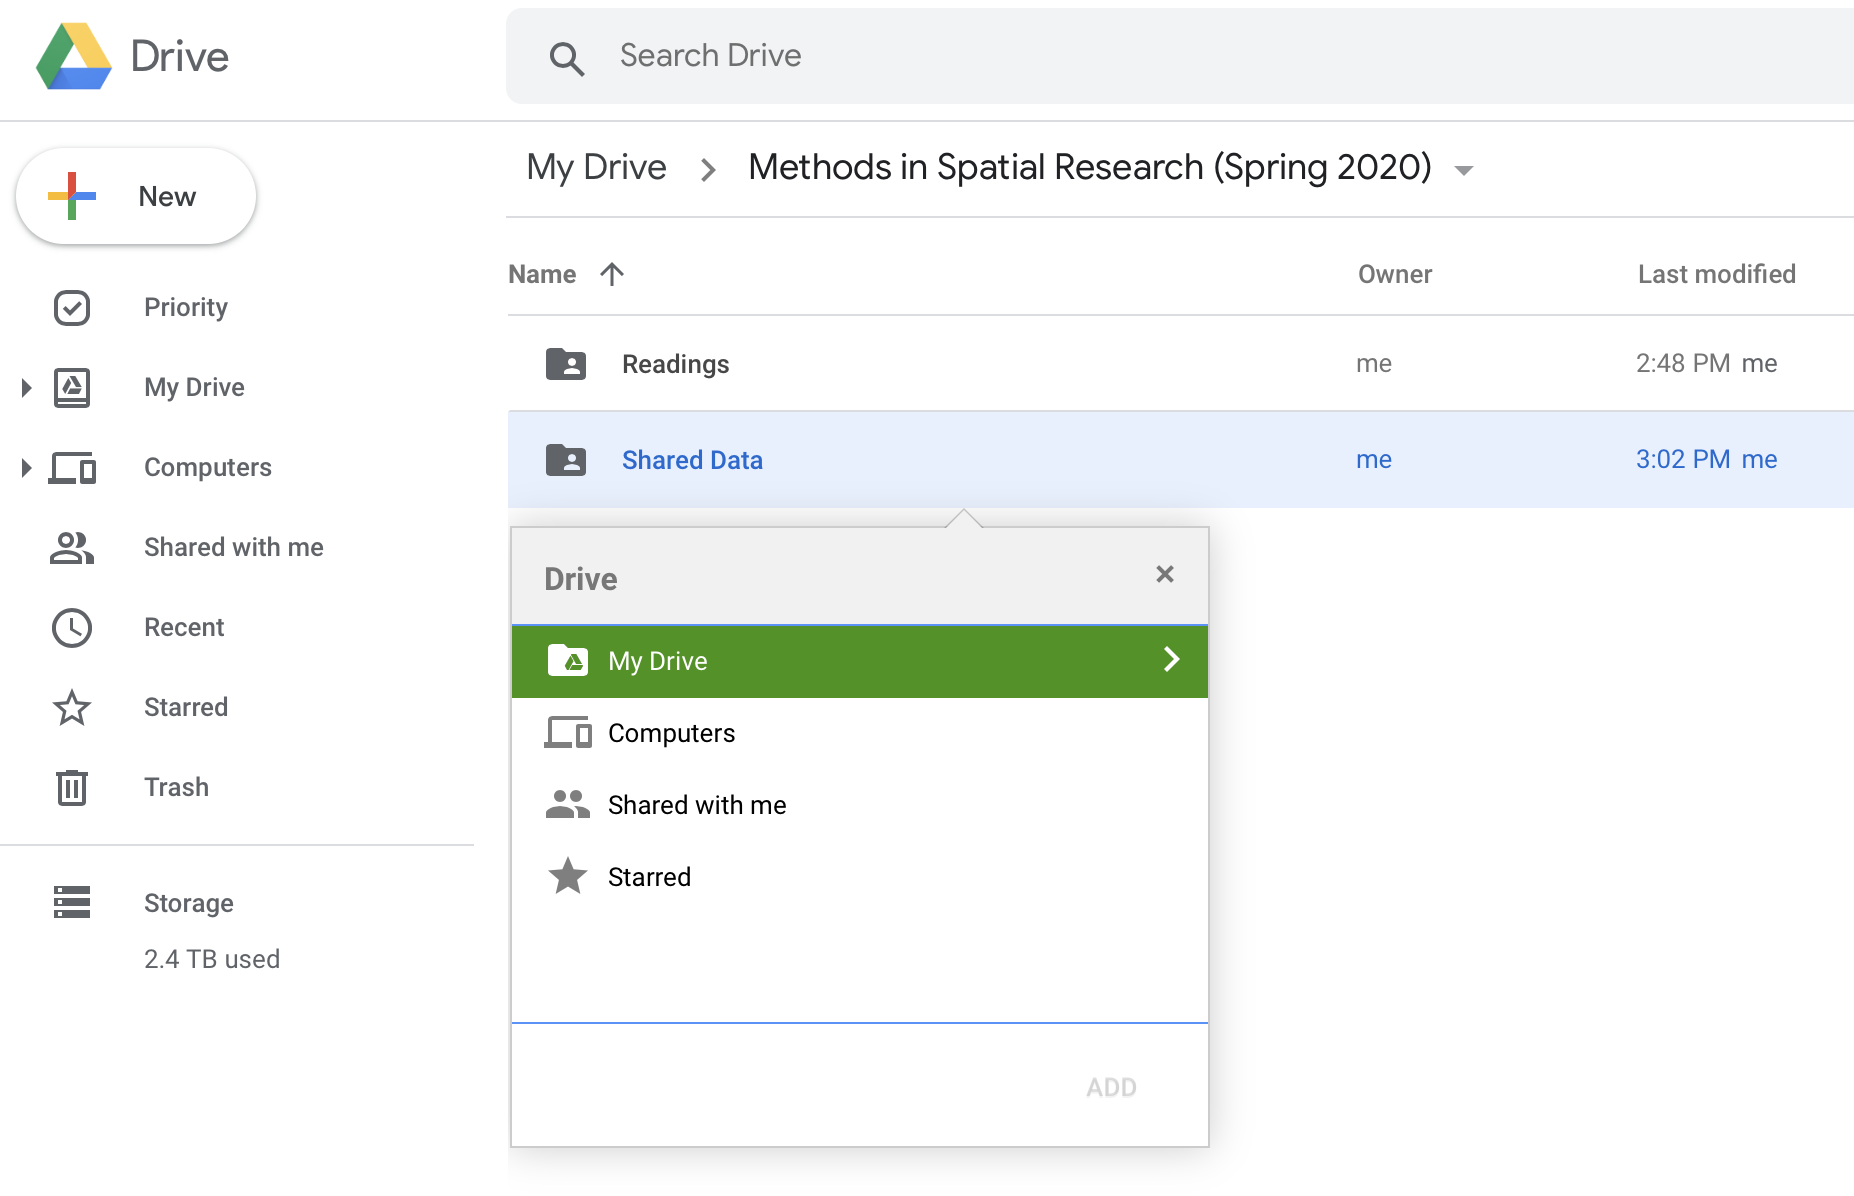 Drive
Search Drive
My Drive > Methods in Spatial Research (Spring 2020)
New
Name Owner Last modified
Priority
Readings me 2:48 PM me
My Drive
Shared Data me 3:02 PM me
Computers
Shared with me
Recent
Starred
Trash
Storage
2.4 TB used
Drive
My Drive
Computers
Shared with me
Starred
ADD